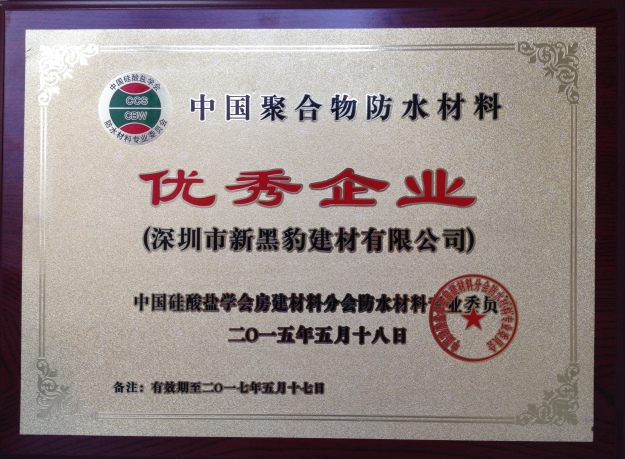 中国硅酸盐学会
CCS
CBW
防水材料专业委员会
中国聚合物防水材料
优秀企业
(深圳市新黑豹建材有限公司)
中国硅酸盐学会房建材料分会防水材料专业委员
二〇一五年五月十八日
备注：有效期至二〇一七年五月十七日